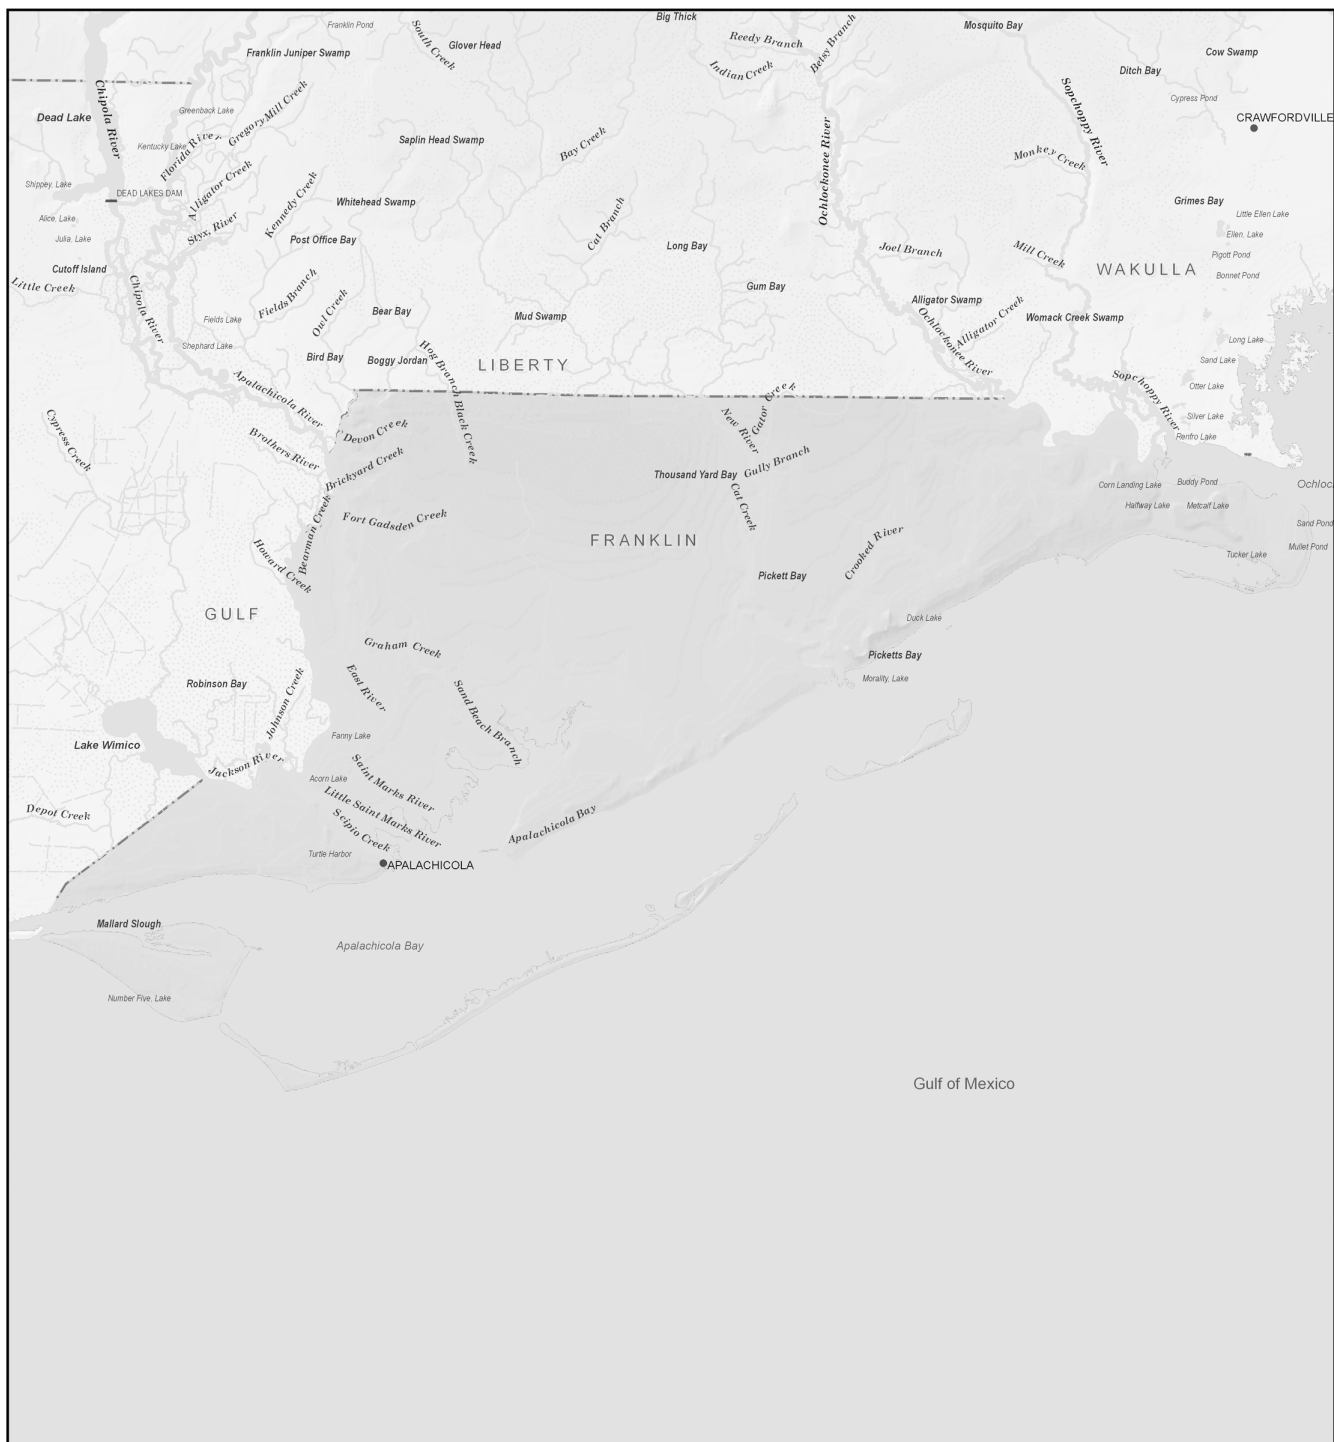 Big Thick
Franklin Pond
Mosquito Bay
South Creek
Betsy Branch
Reedy Branch
Glover Head
Franklin Juniper Swamp
Cow Swamp
Indian Creek
Ditch Bay
Chipola River
Sopchoppy River
Cypress Pond
Greenback Lake
Gregory Mill Creek
Dead Lake
CRAWFORDVILLE
Florida River
Saplin Head Swamp
Bay Creek
Kentucky Lake
Ochlockonee River
Monkey Creek
Alligator Creek
Shippey, Lake
DEAD LAKES DAM
Kennedy Creek
Whitehead Swamp
Grimes Bay
Cat Branch
Alice, Lake
Little Ellen Lake
Styx, River
Julia, Lake
Post Office Bay
Ellen, Lake
Long Bay
Joel Branch
Mill Creek
Pigott Pond
Cutoff Island
WAKULLA
Bonnet Pond
Little Creek
Chipola River
Fields Branch
Gum Bay
Owl Creek
Alligator Swamp
Bear Bay
Mud Swamp
Fields Lake
Alligator Creek
Womack Creek Swamp
Ochlockonee River
Shephard Lake
Long Lake
Bird Bay
Boggy Jordan
Hog Branch
LIBERTY
Sand Lake
Apalachicola River
Otter Lake
Sopchoppy River
Gator Creek
Black Creek
New River
Silver Lake
Cypress Creek
Devon Creek
Brothers River
Renfro Lake
Brickyard Creek
Thousand Yard Bay
Gully Branch
Corn Landing Lake
Buddy Pond
Ochloc
Cat Creek
Halfway Lake
Metcalf Lake
Bearman Creek
Fort Gadsden Creek
Sand Pond
FRANKLIN
Crooked River
Mullet Pond
Tucker Lake
Howard Creek
Pickett Bay
GULF
Duck Lake
Graham Creek
Picketts Bay
Morality, Lake
Robinson Bay
East River
Johnson Creek
Sand Beach Branch
Fanny Lake
Lake Wimico
Jackson River
Acorn Lake
Saint Marks River
Little Saint Marks River
Depot Creek
Scipio Creek
Apalachicola Bay
Turtle Harbor
APALACHICOLA
Mallard Slough
Apalachicola Bay
Number Five, Lake
Gulf of Mexico